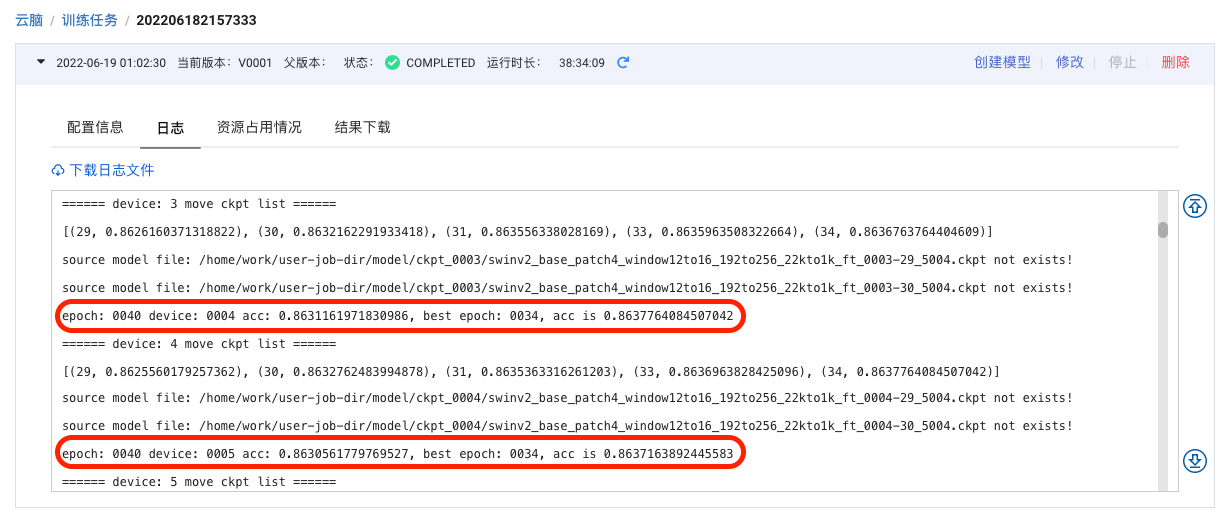 云脑 / 训练任务 / 202206182157333
2022-06-19 01:02:30 当前版本: V0001 父版本: 状态: COMPLETED 运行时长: 38:34:09 创建模型 修改 停止 删除
配置信息 日志 资源占用情况 结果下载
下载日志文件
====== device: 3 move ckpt list ======
[(29, 0.8626160371318822), (30, 0.8632162291933418), (31, 0.863556338028169), (33, 0.8635963508322664), (34, 0.8636763764404609)]
source model file: /home/work/user-job-dir/model/ckpt_0003/swinv2_base_patch4_window12to16_192to256_22kto1k_ft_0003-29_5004.ckpt not exists!
source model file: /home/work/user-job-dir/model/ckpt_0003/swinv2_base_patch4_window12to16_192to256_22kto1k_ft_0003-30_5004.ckpt not exists!
epoch: 0040 device: 0004 acc: 0.8631161971830986, best epoch: 0034, acc is 0.8637764084507042
====== device: 4 move ckpt list ======
[(29, 0.8625560179257362), (30, 0.8632762483994878), (31, 0.8635363316261203), (33, 0.8636963828425096), (34, 0.8637764084507042)]
source model file: /home/work/user-job-dir/model/ckpt_0004/swinv2_base_patch4_window12to16_192to256_22kto1k_ft_0004-29_5004.ckpt not exists!
source model file: /home/work/user-job-dir/model/ckpt_0004/swinv2_base_patch4_window12to16_192to256_22kto1k_ft_0004-30_5004.ckpt not exists!
epoch: 0040 device: 0005 acc: 0.8630561779769527, best epoch: 0034, acc is 0.8637163892445583
====== device: 5 move ckpt list ======